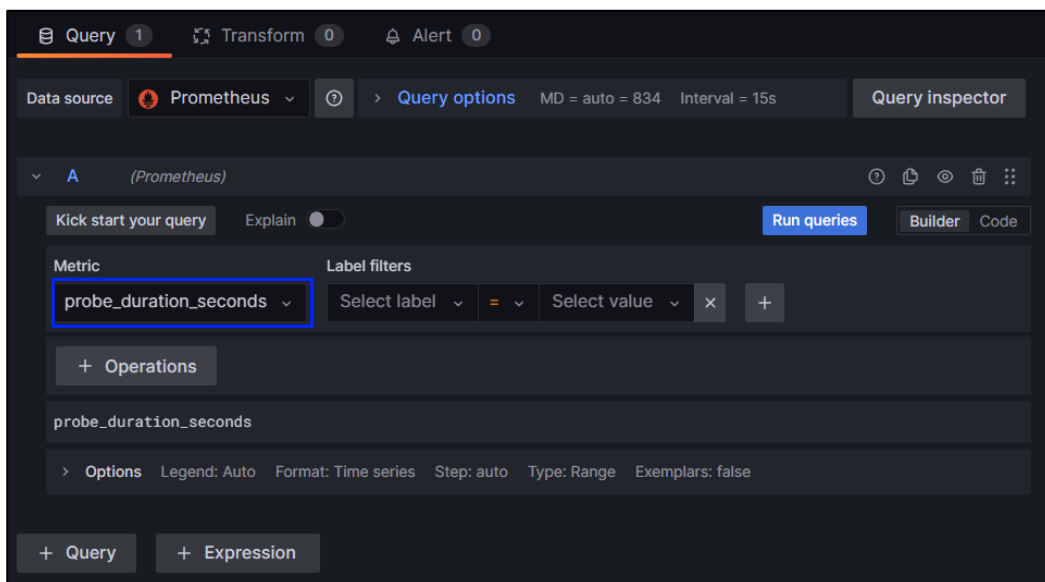 Query 1 Transform 0 Alert 0
Data source Prometheus Query options MD = auto = 834 Interval = 15s Query inspector
A (Prometheus)
Kick start your query Explain Run queries Builder Code
Metric Label filters
probe_duration_seconds Select label = Select value × +
+ Operations
probe_duration_seconds
> Options Legend: Auto Format: Time series Step: auto Type: Range Exemplars: false
+ Query + Expression